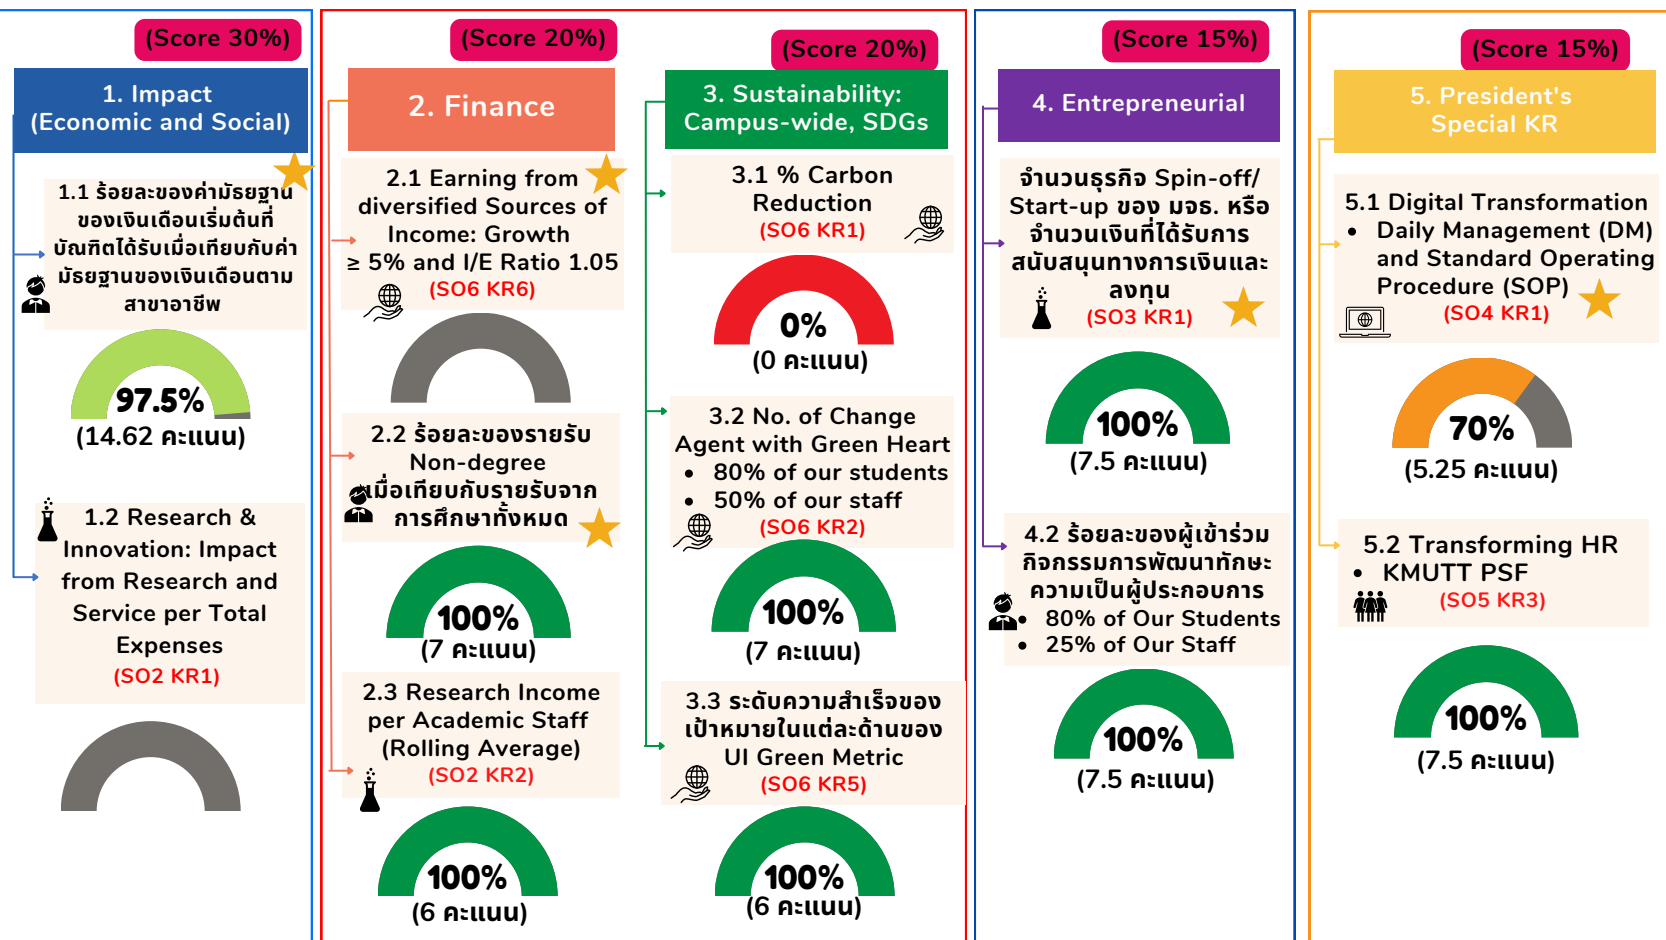 (Score 30%)
1. Impact
(Economic and Social)
1.1 ร้อยละของค่ามัธยฐาน
ของเงินเดือนเริ่มต้นที่
บัณฑิตได้รับเมื่อเทียบกับค่า
มัธยฐานของเงินเดือนตาม
สาขาอาชีพ
97.5%
(14.62 คะแนน)
1.2 Research &
Innovation: Impact
from Research and
Service per Total
Expenses
(SO2 KR1)
(Score 20%)
2. Finance
2.1 Earning from
diversified Sources of
Income: Growth
≥ 5% and I/E Ratio 1.05
(SO6 KR6)
2.2 ร้อยละของรายรับ
Non-degree
เมื่อเทียบกับรายรับจาก
การศึกษาทั้งหมด
100%
(7 คะแนน)
2.3 Research Income
per Academic Staff
(Rolling Average)
(SO2 KR2)
100%
(6 คะแนน)
(Score 20%)
3. Sustainability:
Campus-wide, SDGs
3.1 % Carbon
Reduction
(SO6 KR1)
0%
(0 คะแนน)
3.2 No. of Change
Agent with Green Heart
• 80% of our students
• 50% of our staff
(SO6 KR2)
100%
(7 คะแนน)
3.3 ระดับความสำเร็จของ
เป้าหมายในแต่ละด้านของ
UI Green Metric
(SO6 KR5)
100%
(6 คะแนน)
(Score 15%)
4. Entrepreneurial
จำนวนธุรกิจ Spin-off/
Start-up ของ มจธ. หรือ
จำนวนเงินที่ได้รับการ
สนับสนุนทางการเงินและ
ลงทุน
(SO3 KR1)
100%
(7.5 คะแนน)
4.2 ร้อยละของผู้เข้าร่วม
กิจกรรมการพัฒนาทักษะ
ความเป็นผู้ประกอบการ
• 80% of Our Students
• 25% of Our Staff
100%
(7.5 คะแนน)
(Score 15%)
5. President's
Special KR
5.1 Digital Transformation
• Daily Management (DM)
and Standard Operating
Procedure (SOP)
(SO4 KR1)
70%
(5.25 คะแนน)
5.2 Transforming HR
• KMUTT PSF
(SO5 KR3)
100%
(7.5 คะแนน)